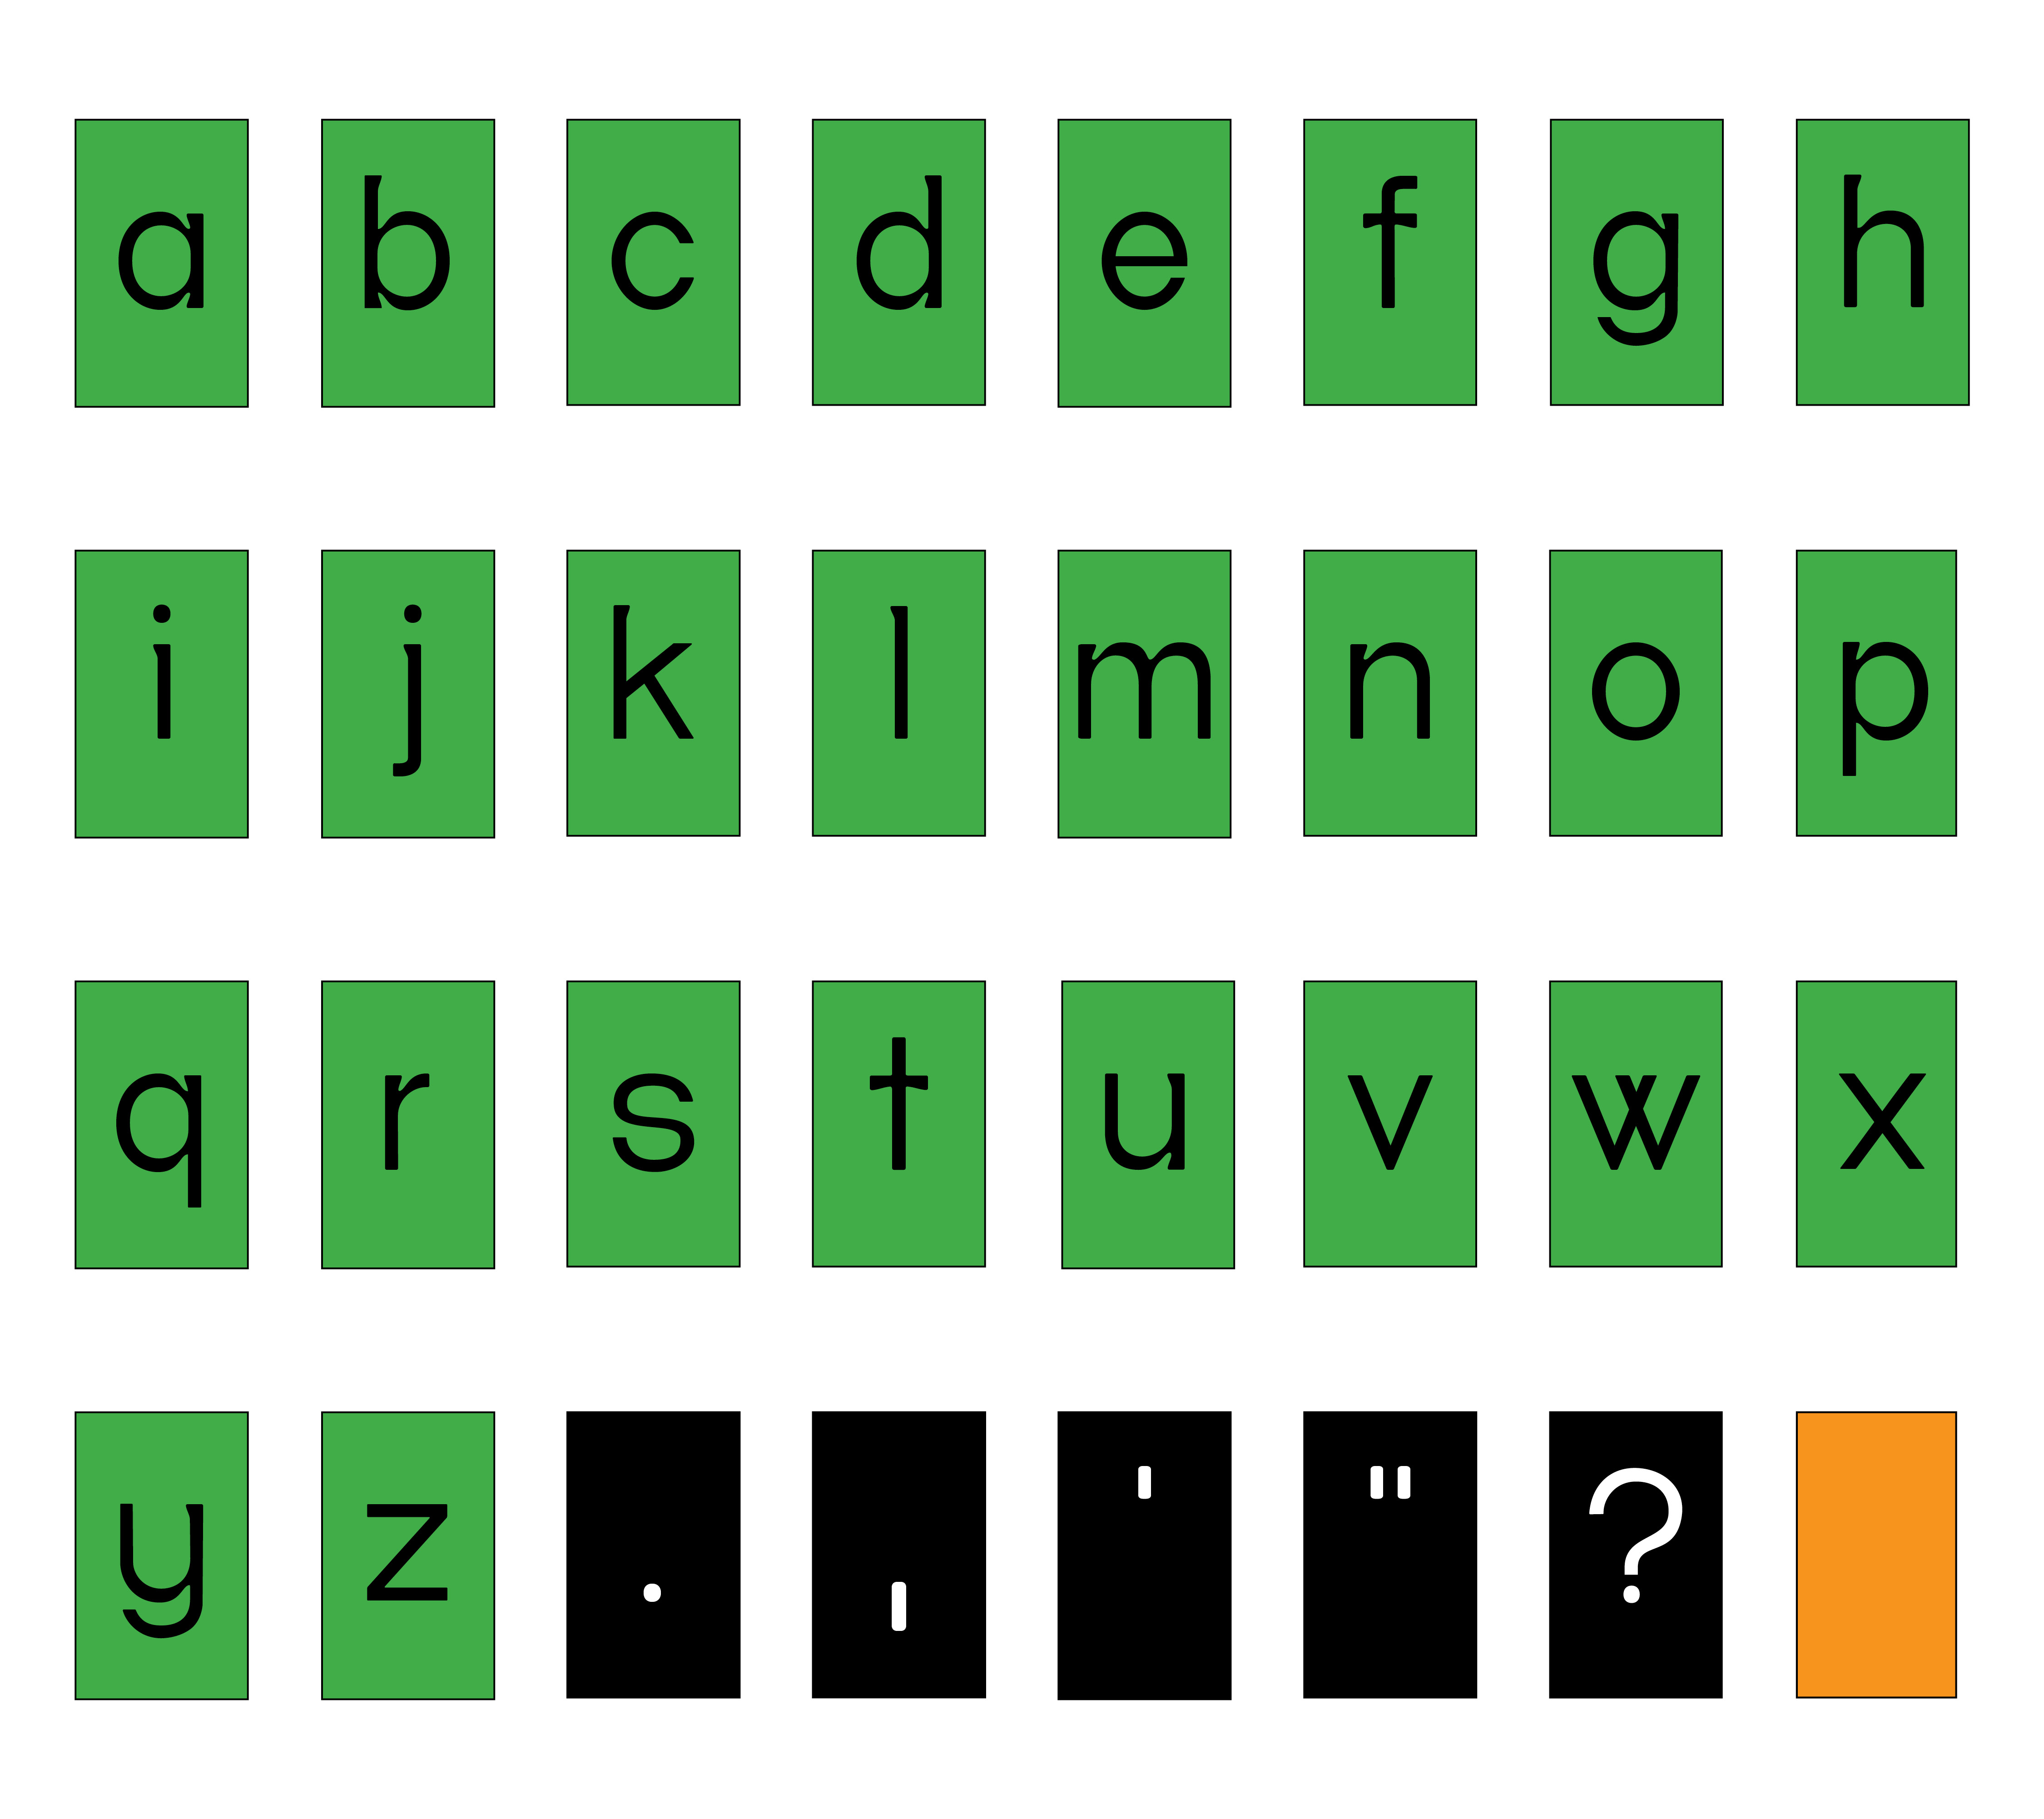 a b c d e f g h
i j k l m n o p
q r s t u v w x
y z . , ' " ?